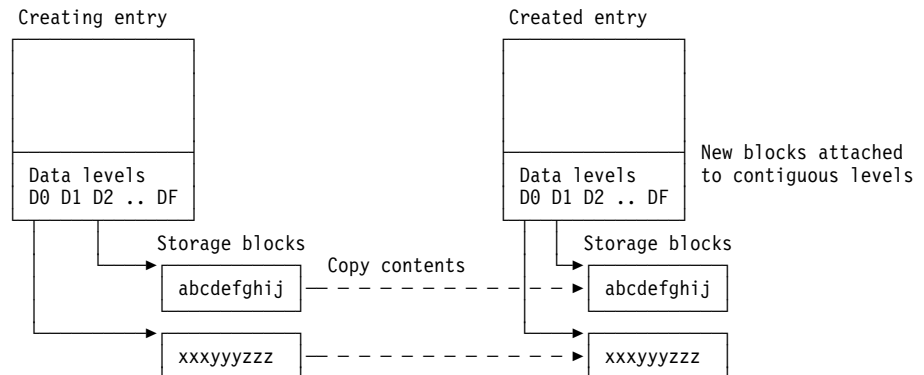 Creating entry
Created entry
Data levels
D0 D1 D2 .. DF
Data levels
D0 D1 D2 .. DF
New blocks attached
to contiguous levels
Storage blocks
Storage blocks
Copy contents
abcdefghij
abcdefghij
xxxyyyzzz
xxxyyyzzz